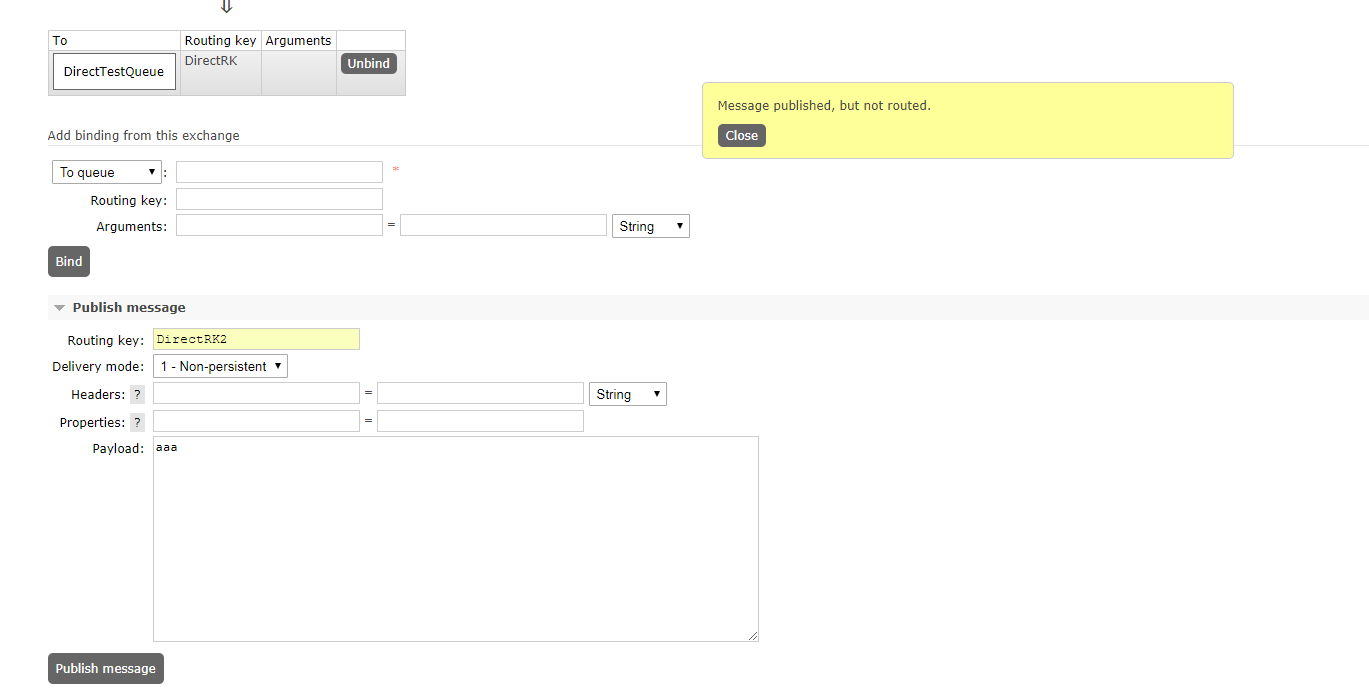 ⇓
To Routing key Arguments
DirectTestQueue DirectRK Unbind
Message published, but not routed.
Close
Add binding from this exchange
To queue : *
Routing key:
Arguments: = String
Bind
Publish message
Routing key: DirectRK2
Delivery mode: 1 - Non-persistent
Headers: ? = String
Properties: ? =
Payload: aaa
Publish message